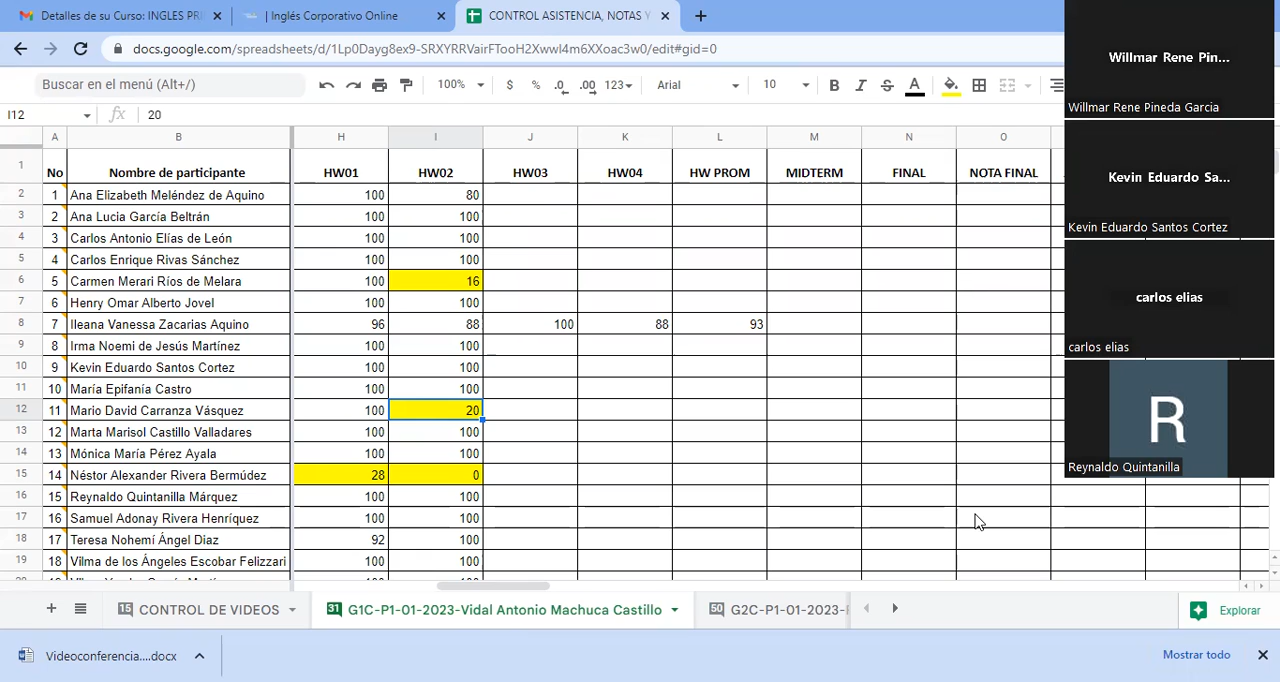 Detalles de su Curso: INGLES PRI
| Inglés Corporativo Online
CONTROL ASISTENCIA, NOTAS Y
docs.google.com/spreadsheets/d/1Lp0Dayg8ex9-SRXYRRVairFTooH2Xwwl4m6XXoac3w0/edit#gid=0
Buscar en el menú (Alt+/)
100%
$ % .0 .00 123
Arial
10
B I S A
I12
fx
20
A B H I J K L M N O
1 No Nombre de participante HW01 HW02 HW03 HW04 HW PROM MIDTERM FINAL NOTA FINAL
2 1 Ana Elizabeth Meléndez de Aquino 100 80
3 2 Ana Lucia García Beltrán 100 100
4 3 Carlos Antonio Elías de León 100 100
5 4 Carlos Enrique Rivas Sánchez 100 100
6 5 Carmen Merari Ríos de Melara 100 16
7 6 Henry Omar Alberto Jovel 100 100
8 7 Ileana Vanessa Zacarias Aquino 96 88 100 88 93
9 8 Irma Noemi de Jesús Martínez 100 100
10 9 Kevin Eduardo Santos Cortez 100 100
11 10 María Epifanía Castro 100 100
12 11 Mario David Carranza Vásquez 100 20
13 12 Marta Marisol Castillo Valladares 100 100
14 13 Mónica María Pérez Ayala 100 100
15 14 Néstor Alexander Rivera Bermúdez 28 0
16 15 Reynaldo Quintanilla Márquez 100 100
17 16 Samuel Adonay Rivera Henríquez 100 100
18 17 Teresa Nohemí Ángel Diaz 92 100
19 18 Vilma de los Ángeles Escobar Felizzari 100 100
Willmar Rene Pin...
Willmar Rene Pineda Garcia
Kevin Eduardo Sa...
Kevin Eduardo Santos Cortez
carlos elias
carlos elias
R
Reynaldo Quintanilla
15 CONTROL DE VIDEOS
31 G1C-P1-01-2023-Vidal Antonio Machuca Castillo
50 G2C-P1-01-2023-
Explorar
Videoconferencia....docx
Mostrar todo